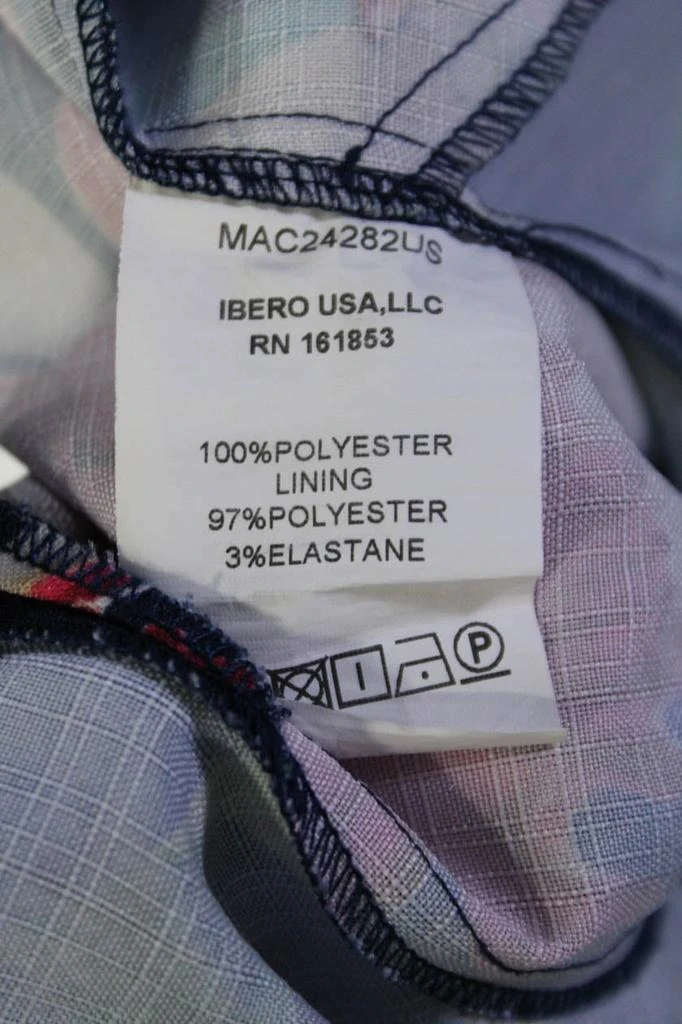 MAC24282US
IBERO USA,LLC
RN 161853
100%POLYESTER
LINING
97%POLYESTER
3%ELASTANE
P